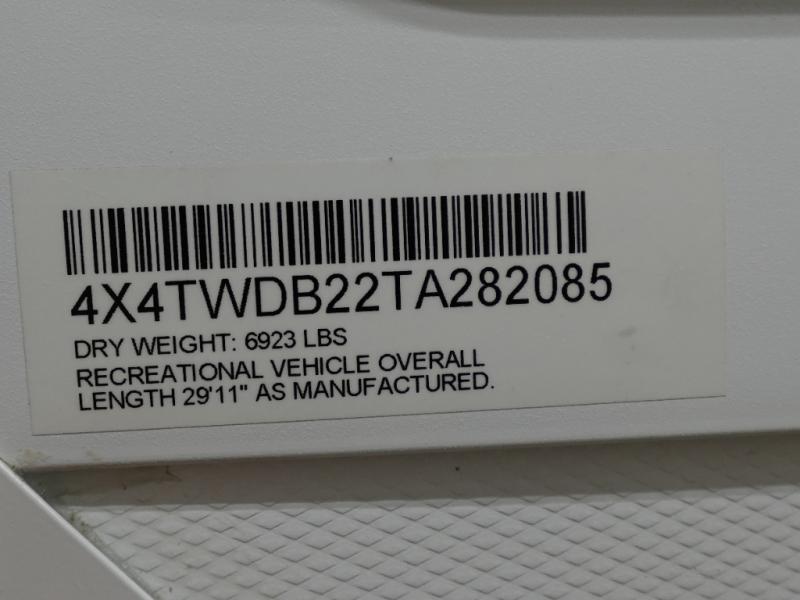 4X4TWDB22TA282085
DRY WEIGHT: 6923 LBS
RECREATIONAL VEHICLE OVERALL
LENGTH 29'11" AS MANUFACTURED.